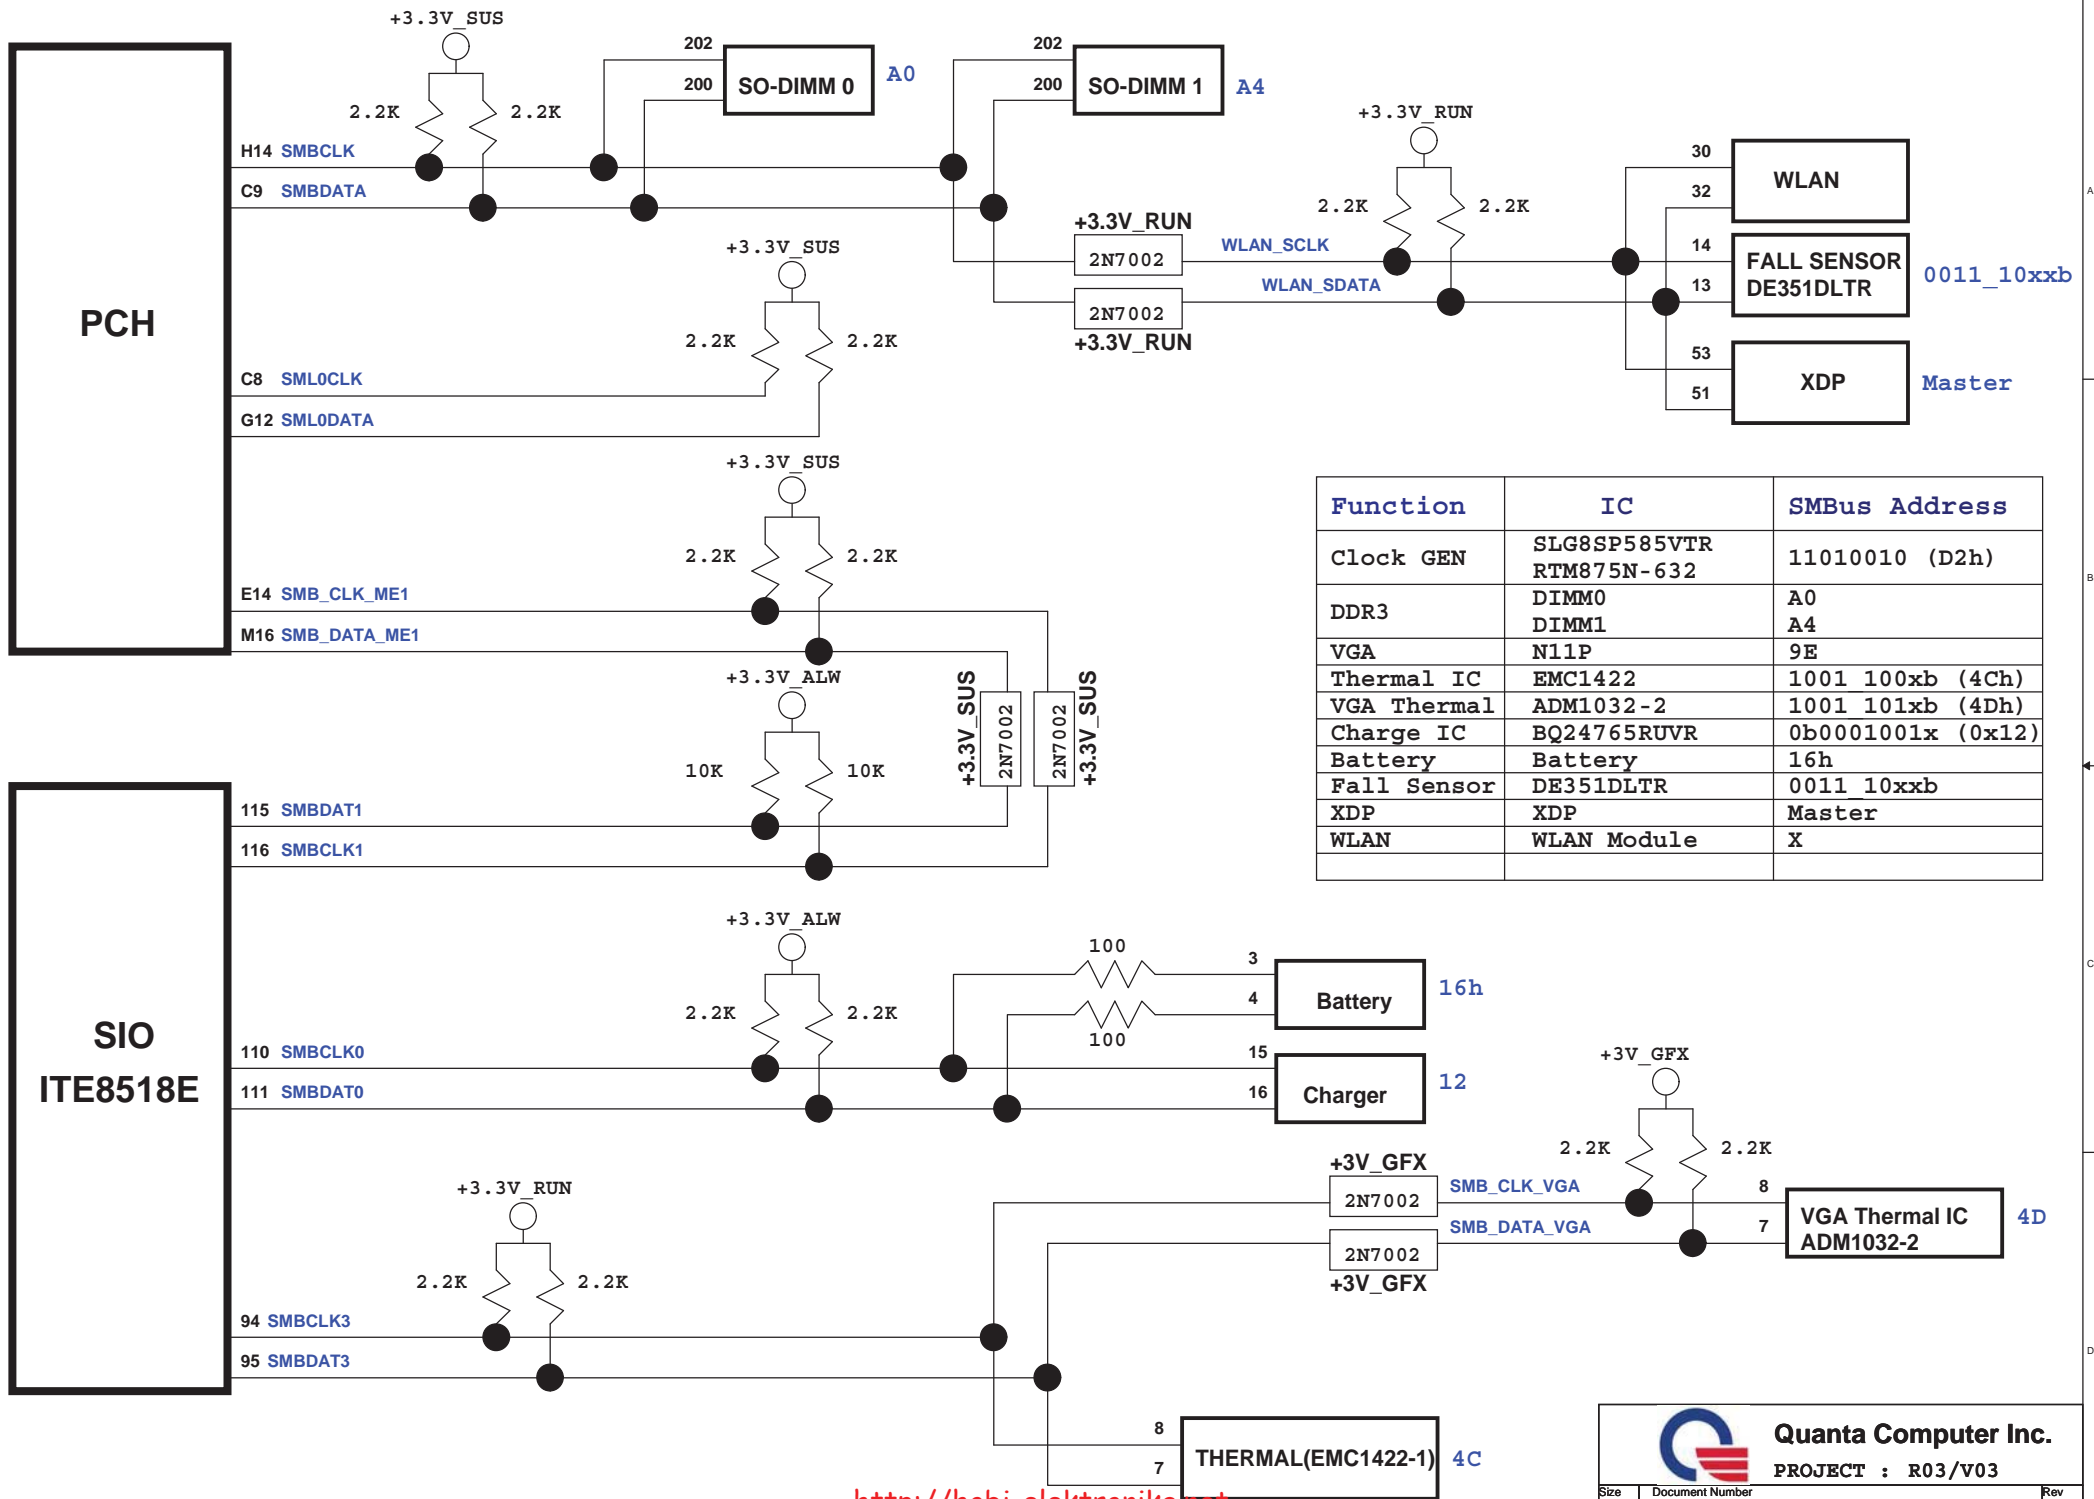 +3.3V_SUS
2.2K 2.2K
202
200
SO-DIMM 0
A0
202
200
SO-DIMM 1
A4
PCH
H14 SMBCLK
C9 SMBDATA
+3.3V_RUN
2.2K 2.2K
+3.3V_RUN
2N7002
WLAN_SCLK
WLAN_SDATA
2N7002
+3.3V_RUN
30
32
WLAN
14
13
FALL SENSOR
DE351DLTR
0011_10xxb
53
51
XDP
Master
+3.3V_SUS
2.2K 2.2K
C8 SML0CLK
G12 SML0DATA
+3.3V_SUS
2.2K 2.2K
E14 SMB_CLK_ME1
M16 SMB_DATA_ME1
+3.3V_SUS
2N7002
2N7002
+3.3V_SUS
+3.3V_ALW
10K 10K
Function IC SMBus Address
Clock GEN SLG8SP585VTR 11010010 (D2h)
RTM875N-632
DDR3 DIMM0 A0
DIMM1 A4
VGA N11P 9E
Thermal IC EMC1422 1001_100xb (4Ch)
VGA Thermal ADM1032-2 1001_101xb (4Dh)
Charge IC BQ24765RUVR 0b0001001x (0x12)
Battery Battery 16h
Fall Sensor DE351DLTR 0011_10xxb
XDP XDP Master
WLAN WLAN Module X
SIO
ITE8518E
115 SMBDAT1
116 SMBCLK1
+3.3V_ALW
2.2K 2.2K
110 SMBCLK0
111 SMBDAT0
100
100
3
4
Battery
16h
15
16
Charger
12
+3.3V_RUN
2.2K 2.2K
94 SMBCLK3
95 SMBDAT3
+3V_GFX
2N7002
SMB_CLK_VGA
SMB_DATA_VGA
2N7002
+3V_GFX
+3V_GFX
2.2K 2.2K
8
7
VGA Thermal IC
ADM1032-2
4D
8
7
THERMAL(EMC1422-1)
4C
A
B
C
D
Quanta Computer Inc.
PROJECT : R03/V03
Size Document Number Rev